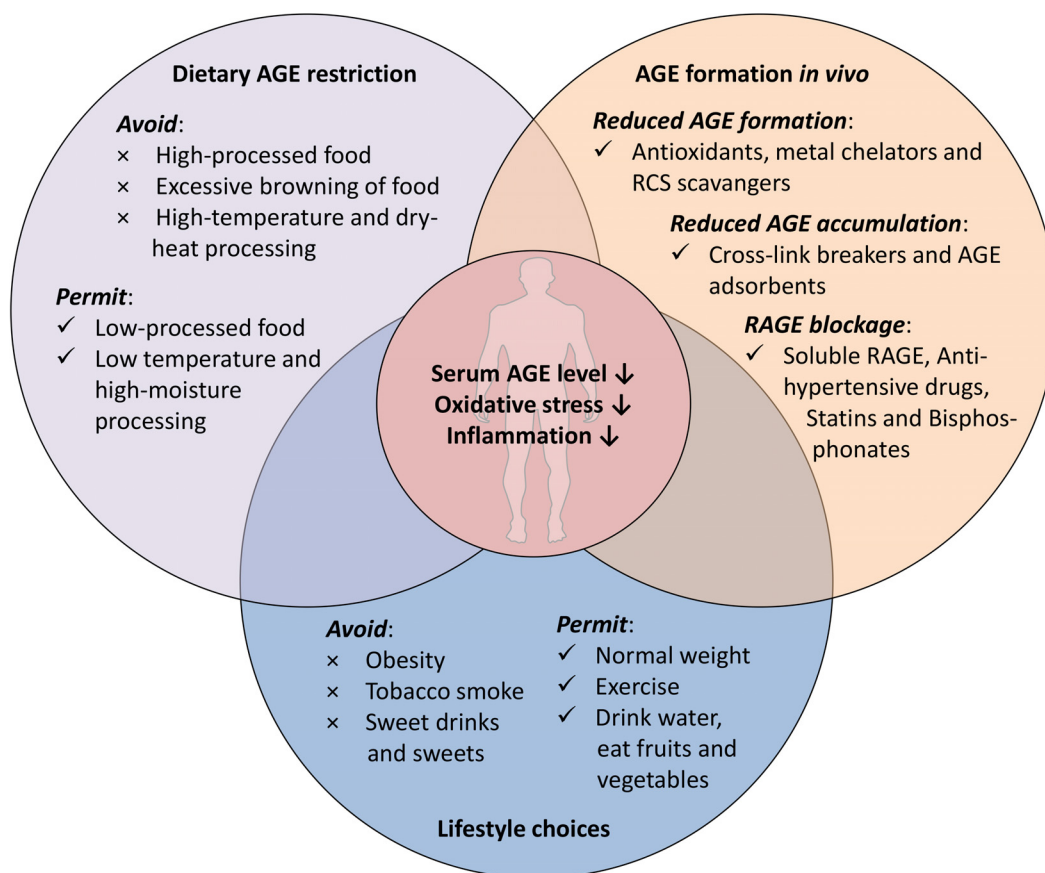 Dietary AGE restriction
Avoid:
× High-processed food
× Excessive browning of food
× High-temperature and dry-
heat processing
Permit:
✓ Low-processed food
✓ Low temperature and
high-moisture
processing
AGE formation in vivo
Reduced AGE formation:
✓ Antioxidants, metal chelators and
RCS scavangers
Reduced AGE accumulation:
✓ Cross-link breakers and AGE
adsorbents
RAGE blockage:
✓ Soluble RAGE, Anti-
hypertensive drugs,
Statins and Bisphos-
phonates
Serum AGE level ↓
Oxidative stress ↓
Inflammation ↓
Avoid:
× Obesity
× Tobacco smoke
× Sweet drinks
and sweets
Permit:
✓ Normal weight
✓ Exercise
✓ Drink water,
eat fruits and
vegetables
Lifestyle choices